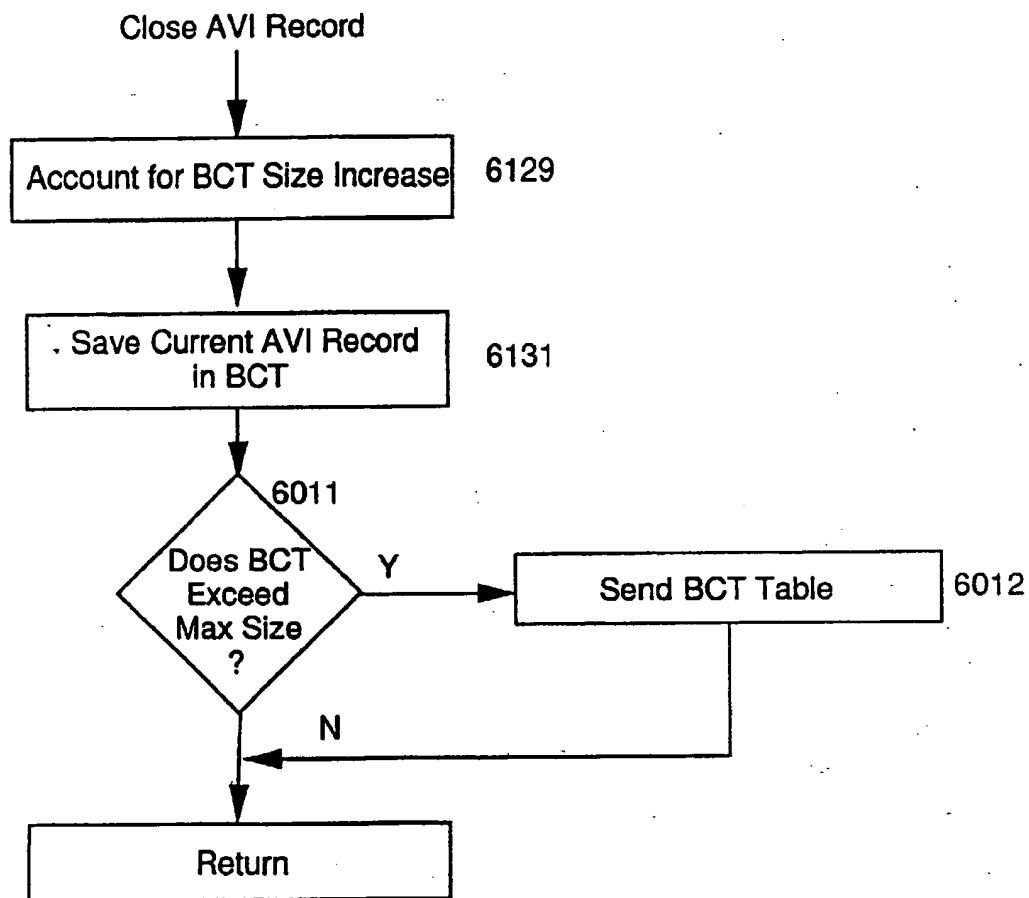 Close AVI Record
Account for BCT Size Increase
6129
Save Current AVI Record
in BCT
6131
6011
Does BCT
Exceed
Max Size
?
Y
Send BCT Table
6012
N
Return